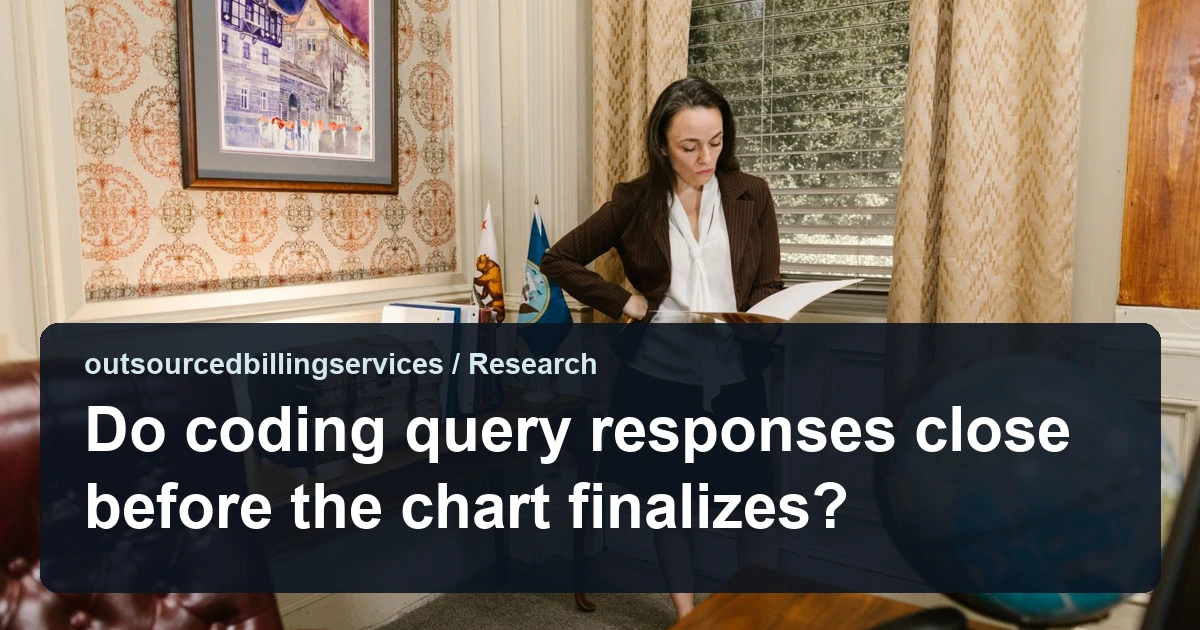 outsourcedbillingservices / Research
Do coding query responses close
before the chart finalizes?